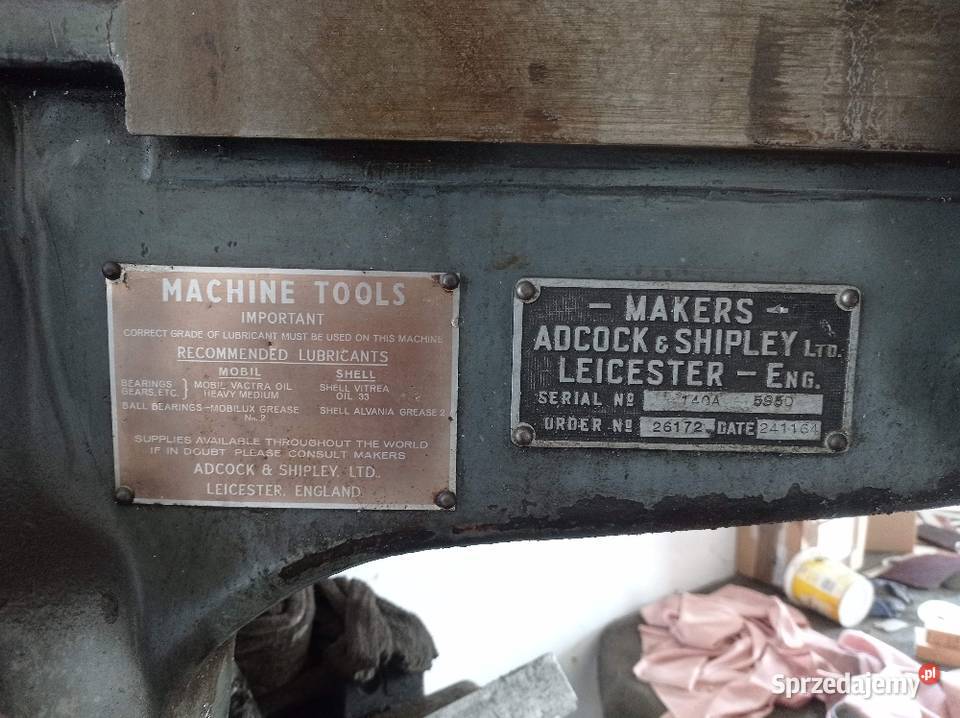 MACHINE TOOLS
IMPORTANT
CORRECT GRADE OF LUBRICANT MUST BE USED ON THIS MACHINE
RECOMMENDED LUBRICANTS
MOBIL SHELL
BEARINGS GEARS, ETC. } MOBIL VACTRA OIL HEAVY MEDIUM SHELL VITREA OIL 33
BALL BEARINGS-MOBILUX GREASE No. 2 SHELL ALVANIA GREASE 2
SUPPLIES AVAILABLE THROUGHOUT THE WORLD
IF IN DOUBT PLEASE CONSULT MAKERS
ADCOCK & SHIPLEY, LTD.
LEICESTER, ENGLAND
- MAKERS -
ADCOCK & SHIPLEY LTD.
LEICESTER - ENG.
SERIAL Nº 140A 5950
ORDER Nº 26172 DATE 241164
Sprzedajemy.pl